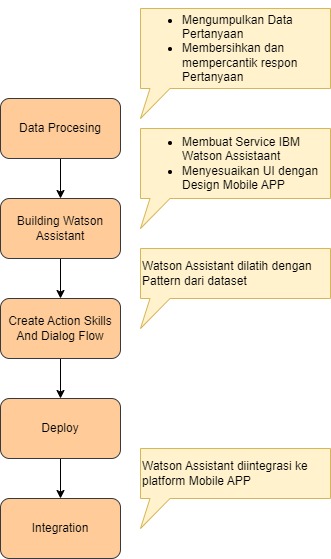 Mengumpulkan Data
Pertanyaan
Membersihkan dan
mempercantik respon
Pertanyaan
Data Procesing
Membuat Service IBM
Watson Assistaant
Menyesuaikan UI dengan
Design Mobile APP
Building Watson
Assistant
Watson Assistant dilatih dengan
Pattern dari dataset
Create Action Skills
And Dialog Flow
Deploy
Watson Assistant diintegrasi ke
platform Mobile APP
Integration